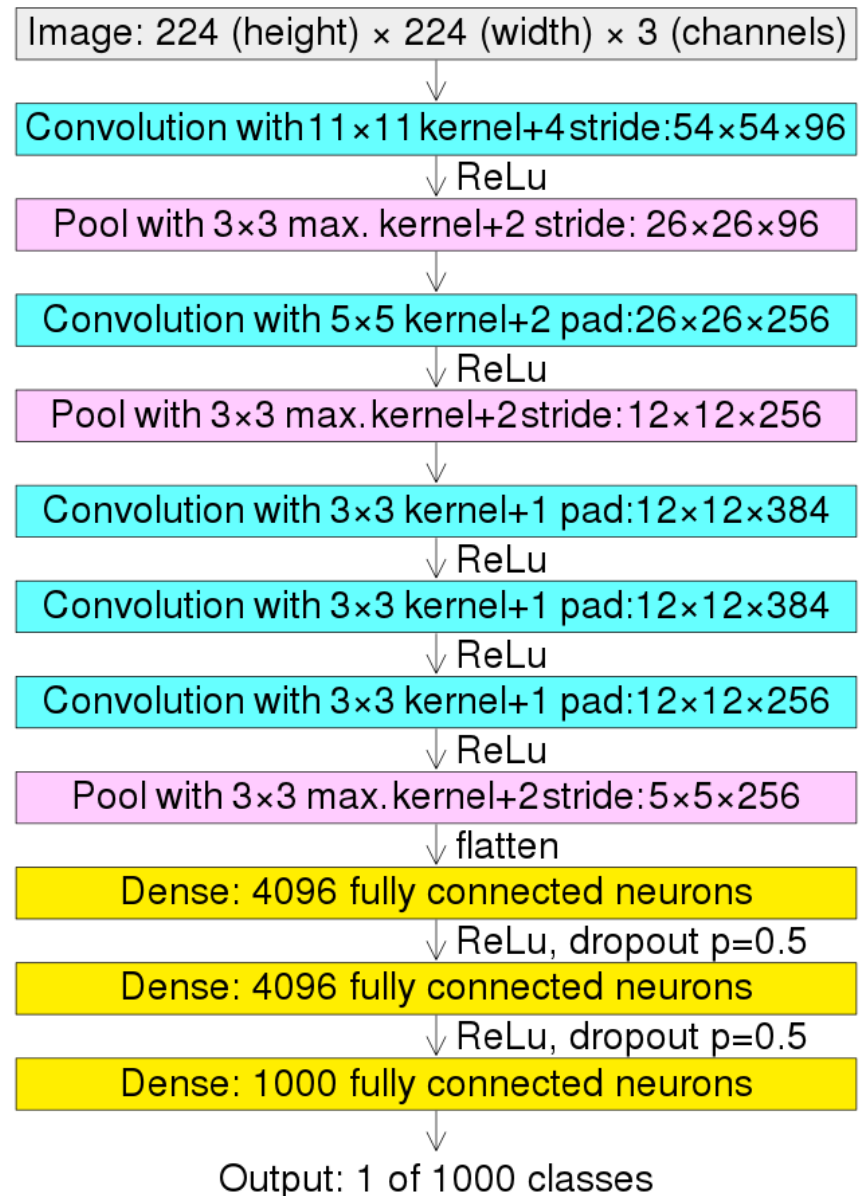 Image: 224 (height) × 224 (width) × 3 (channels)
Convolution with 11×11 kernel+4 stride:54×54×96
ReLu
Pool with 3×3 max. kernel+2 stride: 26×26×96
Convolution with 5×5 kernel+2 pad:26×26×256
ReLu
Pool with 3×3 max. kernel+2 stride: 12×12×256
Convolution with 3×3 kernel+1 pad:12×12×384
ReLu
Convolution with 3×3 kernel+1 pad:12×12×384
ReLu
Convolution with 3×3 kernel+1 pad:12×12×256
ReLu
Pool with 3×3 max. kernel+2 stride: 5×5×256
flatten
Dense: 4096 fully connected neurons
ReLu, dropout p=0.5
Dense: 4096 fully connected neurons
ReLu, dropout p=0.5
Dense: 1000 fully connected neurons
Output: 1 of 1000 classes